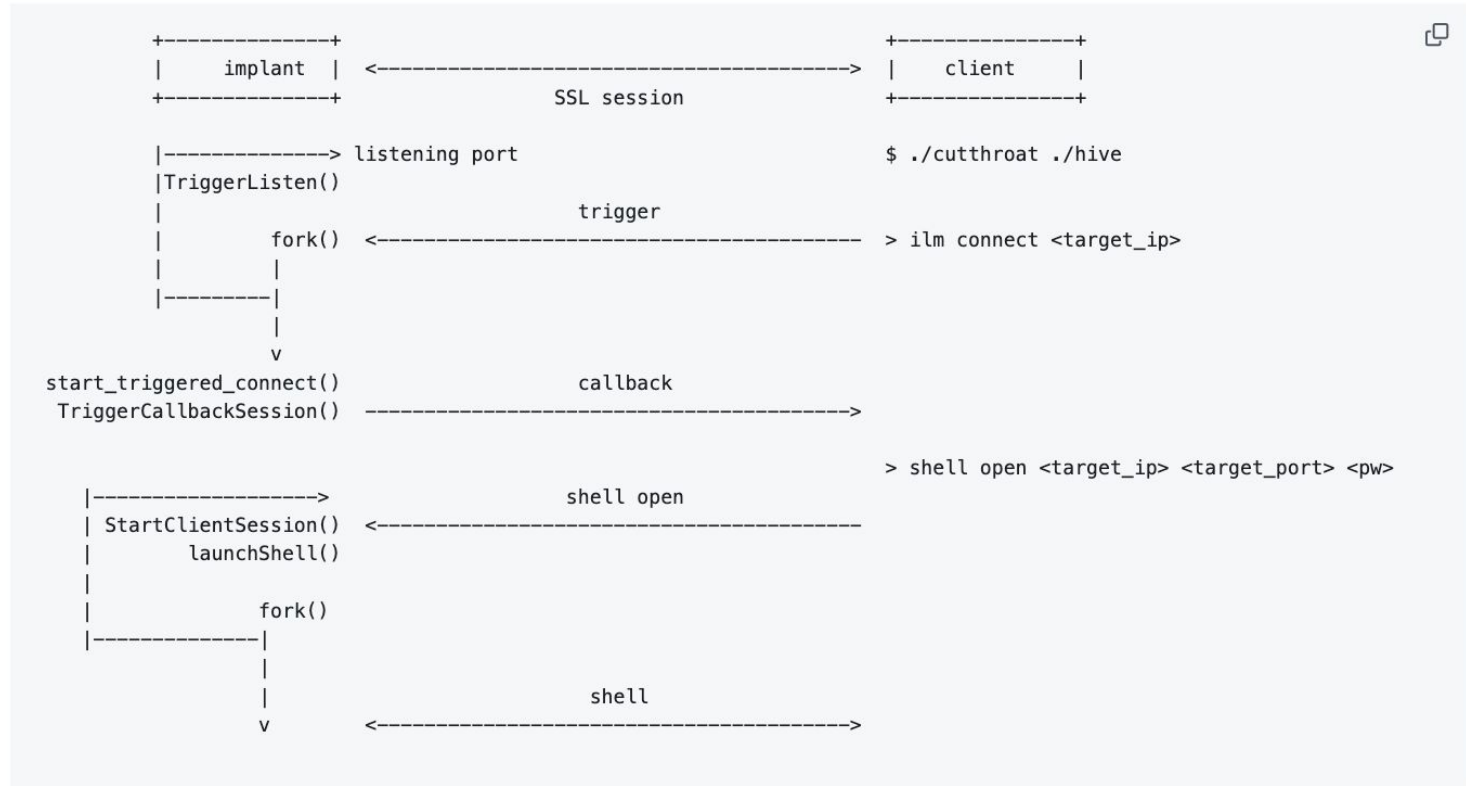 +--------------+ +---------------+
| implant | <----------------------------------------> | client |
+--------------+ SSL session +---------------+
|--------------> listening port $ ./cutthroat ./hive
|TriggerListen()
| trigger
| fork() <----------------------------------------- > ilm connect <target_ip>
| |
|---------|
|
v
start_triggered_connect() callback
TriggerCallbackSession() ----------------------------------------->
> shell open <target_ip> <target_port> <pw>
|-------------------> shell open
| StartClientSession() <-----------------------------------------
| launchShell()
|
| fork()
|--------------|
|
| shell
v <---------------------------------------->